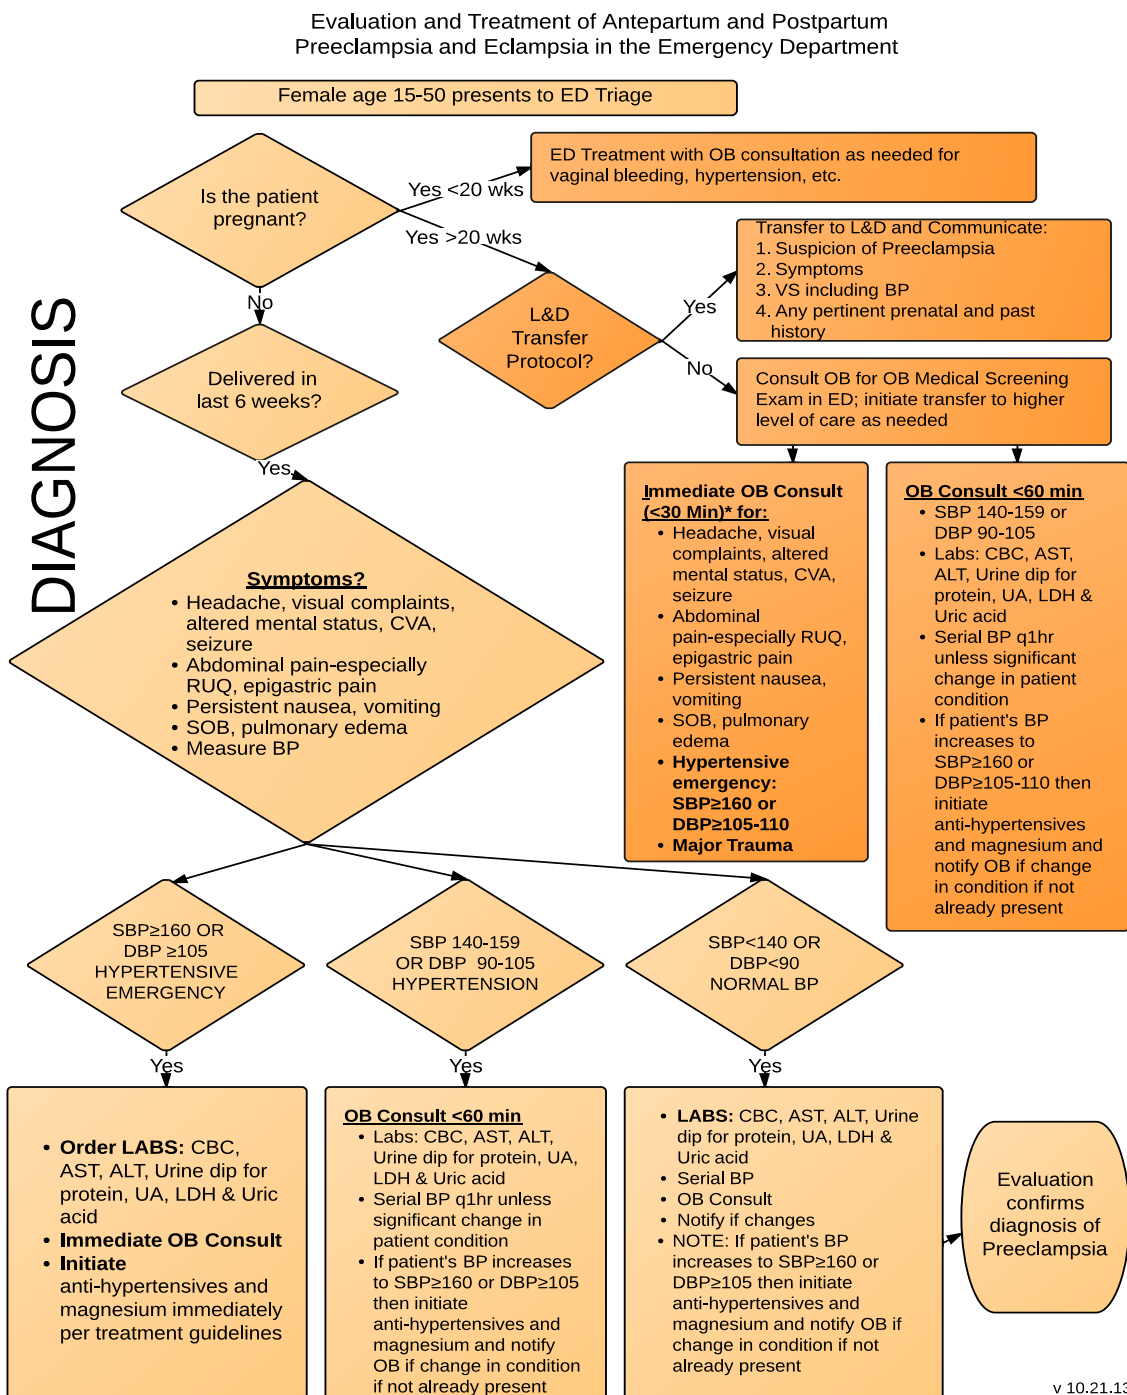 Evaluation and Treatment of Antepartum and Postpartum
Preeclampsia and Eclampsia in the Emergency Department
Female age 15-50 presents to ED Triage
Is the patient
pregnant?
Yes <20 wks
ED Treatment with OB consultation as needed for
vaginal bleeding, hypertension, etc.
Yes >20 wks
L&D
Transfer
Protocol?
Yes
Transfer to L&D and Communicate:
1. Suspicion of Preeclampsia
2. Symptoms
3. VS including BP
4. Any pertinent prenatal and past
history
No
Consult OB for OB Medical Screening
Exam in ED; initiate transfer to higher
level of care as needed
No
Delivered in
last 6 weeks?
Yes
DIAGNOSIS
Symptoms?
• Headache, visual complaints,
altered mental status, CVA,
seizure
• Abdominal pain-especially
RUQ, epigastric pain
• Persistent nausea, vomiting
• SOB, pulmonary edema
• Measure BP
Immediate OB Consult
(<30 Min)* for:
• Headache, visual
complaints, altered
mental status, CVA,
seizure
• Abdominal
pain-especially RUQ,
epigastric pain
• Persistent nausea,
vomiting
• SOB, pulmonary
edema
• Hypertensive
emergency:
SBP≥160 or
DBP≥105-110
• Major Trauma
OB Consult <60 min
• SBP 140-159 or
DBP 90-105
• Labs: CBC, AST,
ALT, Urine dip for
protein, UA, LDH &
Uric acid
• Serial BP q1hr
unless significant
change in patient
condition
• If patient's BP
increases to
SBP≥160 or
DBP≥105-110 then
initiate
anti-hypertensives
and magnesium and
notify OB if change
in condition if not
already present
SBP≥160 OR
DBP ≥105
HYPERTENSIVE
EMERGENCY
SBP 140-159
OR DBP 90-105
HYPERTENSION
SBP<140 OR
DBP<90
NORMAL BP
Yes
Yes
Yes
• Order LABS: CBC,
AST, ALT, Urine dip for
protein, UA, LDH & Uric
acid
• Immediate OB Consult
• Initiate
anti-hypertensives and
magnesium immediately
per treatment guidelines
OB Consult <60 min
• Labs: CBC, AST, ALT,
Urine dip for protein, UA,
LDH & Uric acid
• Serial BP q1hr unless
significant change in
patient condition
• If patient's BP increases
to SBP≥160 or DBP≥105
then initiate
anti-hypertensives and
magnesium and notify
OB if change in condition
if not already present
• LABS: CBC, AST, ALT, Urine
dip for protein, UA, LDH &
Uric acid
• Serial BP
• OB Consult
• Notify if changes
• NOTE: If patient's BP
increases to SBP≥160 or
DBP≥105 then initiate
anti-hypertensives and
magnesium and notify OB if
change in condition if not
already present
Evaluation
confirms
diagnosis of
Preeclampsia
v 10.21.13